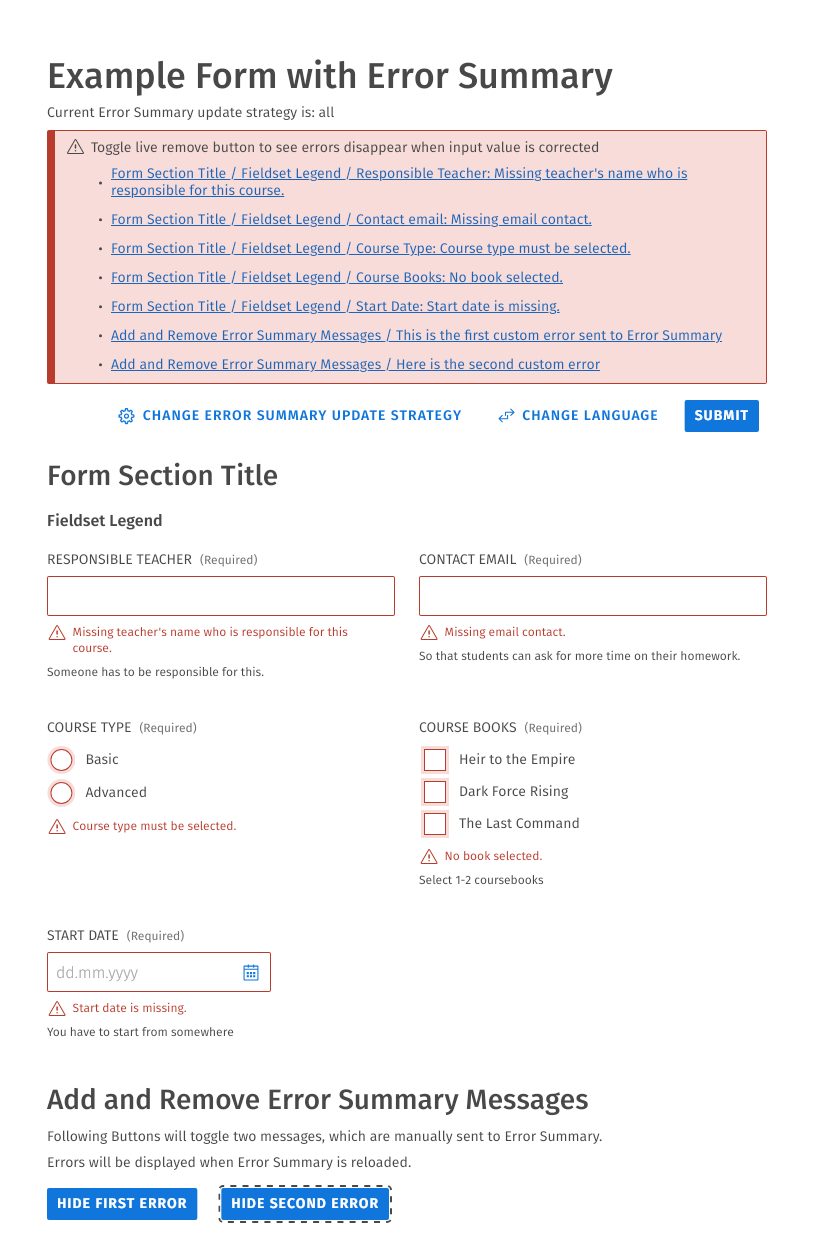 Example Form with Error Summary
Current Error Summary update strategy is: all
Toggle live remove button to see errors disappear when input value is corrected
• Form Section Title / Fieldset Legend / Responsible Teacher: Missing teacher's name who is
responsible for this course.
• Form Section Title / Fieldset Legend / Contact email: Missing email contact.
• Form Section Title / Fieldset Legend / Course Type: Course type must be selected.
• Form Section Title / Fieldset Legend / Course Books: No book selected.
• Form Section Title / Fieldset Legend / Start Date: Start date is missing.
• Add and Remove Error Summary Messages / This is the first custom error sent to Error Summary
• Add and Remove Error Summary Messages / Here is the second custom error
CHANGE ERROR SUMMARY UPDATE STRATEGY CHANGE LANGUAGE SUBMIT
Form Section Title
Fieldset Legend
RESPONSIBLE TEACHER (Required)
Missing teacher's name who is responsible for this
course.
Someone has to be responsible for this.
CONTACT EMAIL (Required)
Missing email contact.
So that students can ask for more time on their homework.
COURSE TYPE (Required)
Basic
Advanced
Course type must be selected.
COURSE BOOKS (Required)
Heir to the Empire
Dark Force Rising
The Last Command
No book selected.
Select 1-2 coursebooks
START DATE (Required)
dd.mm.yyyy
Start date is missing.
You have to start from somewhere
Add and Remove Error Summary Messages
Following Buttons will toggle two messages, which are manually sent to Error Summary.
Errors will be displayed when Error Summary is reloaded.
HIDE FIRST ERROR HIDE SECOND ERROR